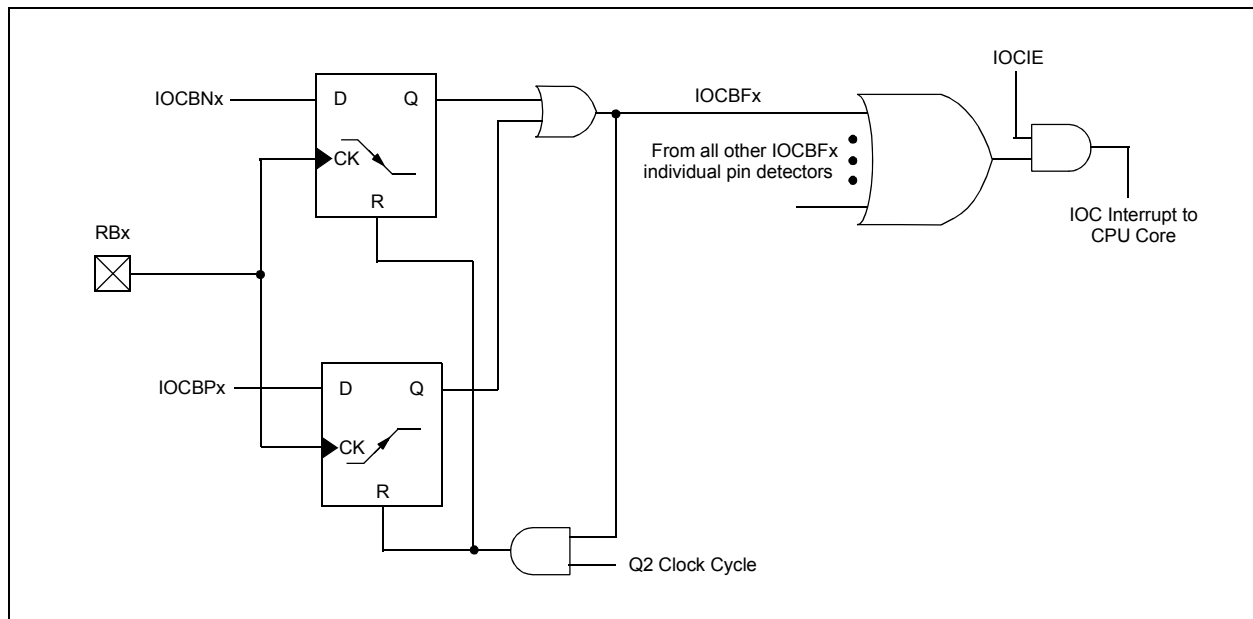 IOCIE
IOCBNx
D
Q
IOCBFx
CK
From all other IOCBFx
individual pin detectors
R
IOC Interrupt to
CPU Core
RBx
IOCBPx
D
Q
CK
R
Q2 Clock Cycle